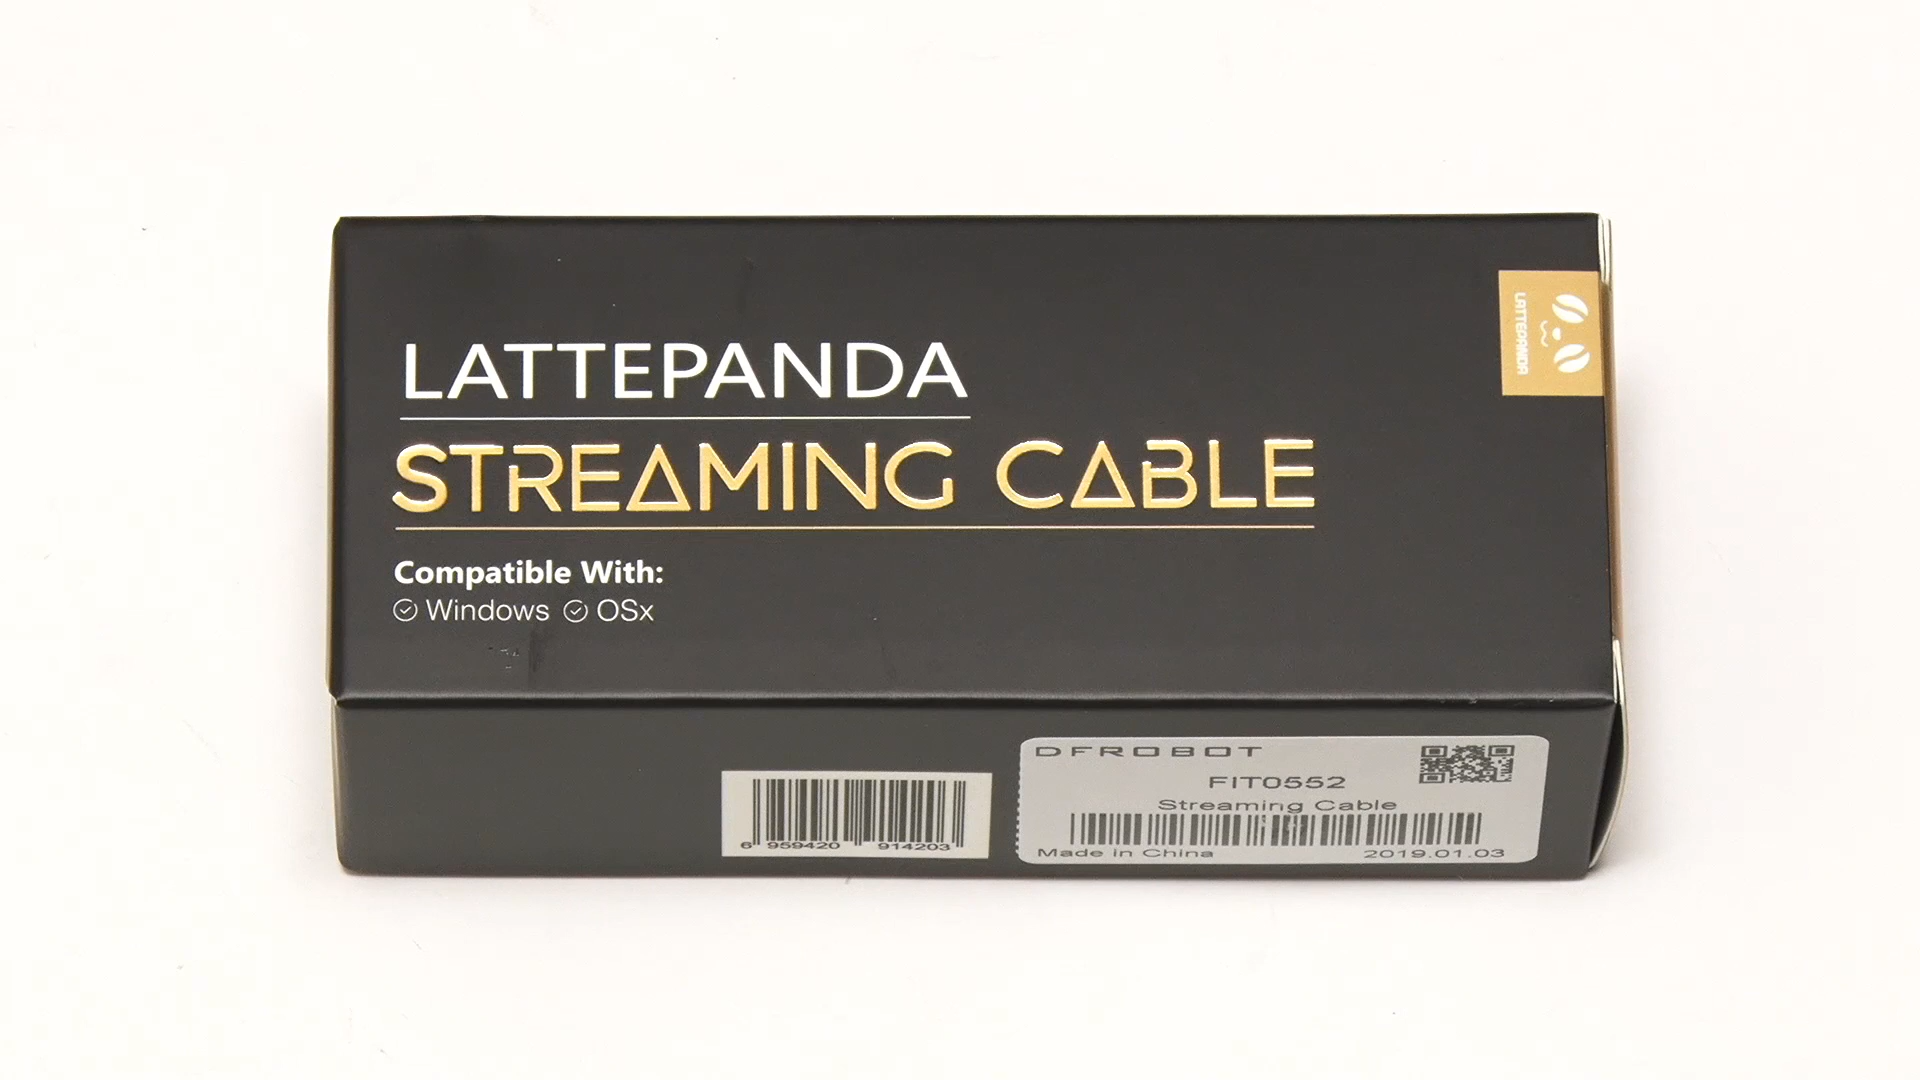 LATTEPANDA
STREAMING CABLE
Compatible With:
Windows OSx
LATTEPANDA
6 959420 914203
DFROBOT
FIT0552
Streaming Cable
Made in China 2019.01.03